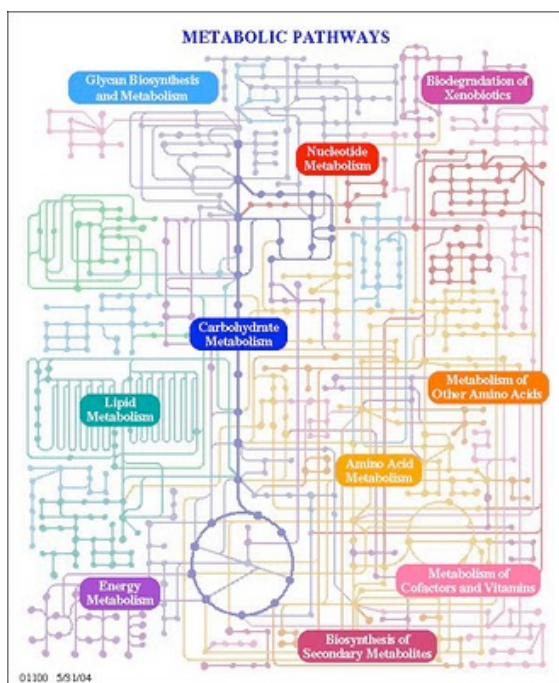 METABOLIC PATHWAYS
Glycan Biosynthesis
and Metabolism
Biodegradation of
Xenobiotics
Nucleotide
Metabolism
Carbohydrate
Metabolism
Metabolism of
Other Amino Acids
Lipid
Metabolism
Amino Acid
Metabolism
Energy
Metabolism
Metabolism of
Cofactors and Vitamins
Biosynthesis of
Secondary Metabolites
01100 5/31/04